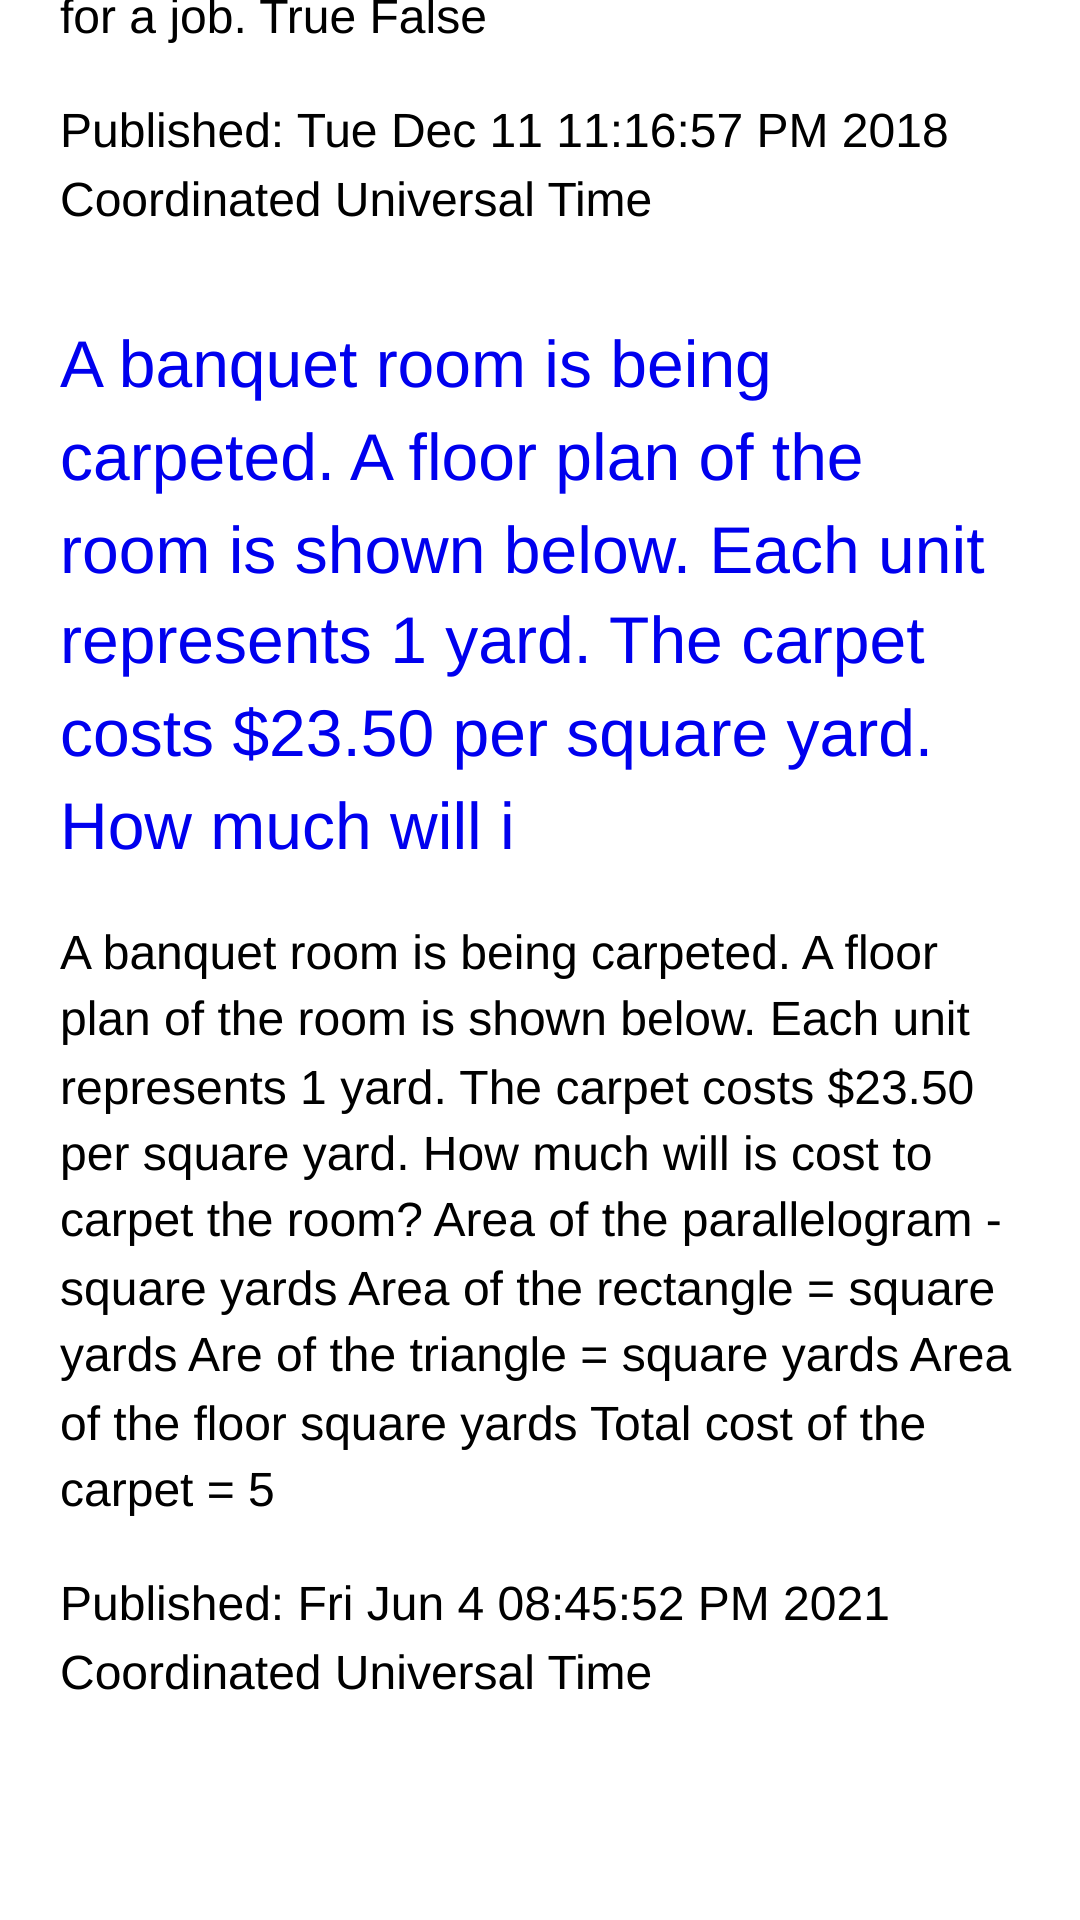 for a job. True False
Published: Tue Dec 11 11:16:57 PM 2018
Coordinated Universal Time
A banquet room is being
carpeted. A floor plan of the
room is shown below. Each unit
represents 1 yard. The carpet
costs $23.50 per square yard.
How much will i
A banquet room is being carpeted. A floor
plan of the room is shown below. Each unit
represents 1 yard. The carpet costs $23.50
per square yard. How much will is cost to
carpet the room? Area of the parallelogram -
square yards Area of the rectangle = square
yards Are of the triangle = square yards Area
of the floor square yards Total cost of the
carpet = 5
Published: Fri Jun 4 08:45:52 PM 2021
Coordinated Universal Time